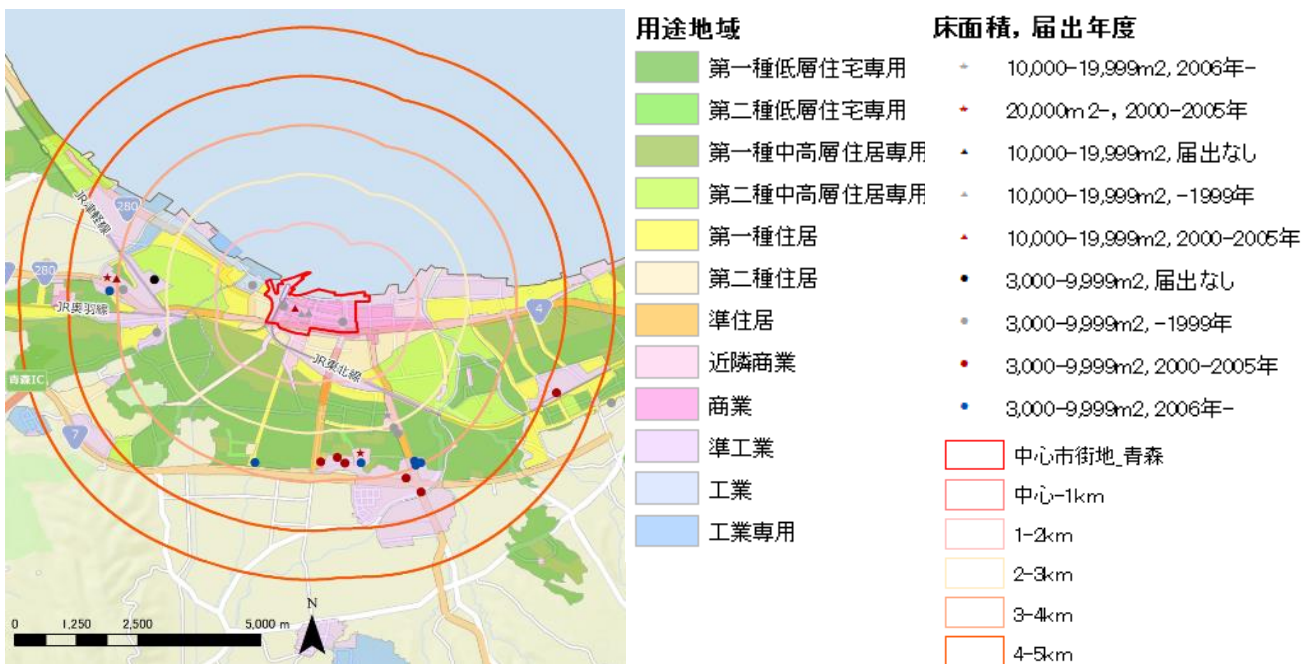 280
JR津軽線
280
JR奥羽線
4
JR東北線
青森IC
7
N
0 1,250 2,500 5,000 m
用途地域
第一種低層住宅専用
第二種低層住宅専用
第一種中高層住居専用
第二種中高層住居専用
第一種住居
第二種住居
準住居
近隣商業
商業
準工業
工業
工業専用
床面積，届出年度
10,000-19,999m2, 2006年-
20,000m2-, 2000-2005年
10,000-19,999m2, 届出なし
10,000-19,999m2, -1999年
10,000-19,999m2, 2000-2005年
3,000-9,999m2, 届出なし
3,000-9,999m2, -1999年
3,000-9,999m2, 2000-2005年
3,000-9,999m2, 2006年-
中心市街地_青森
中心-1km
1-2km
2-3km
3-4km
4-5km